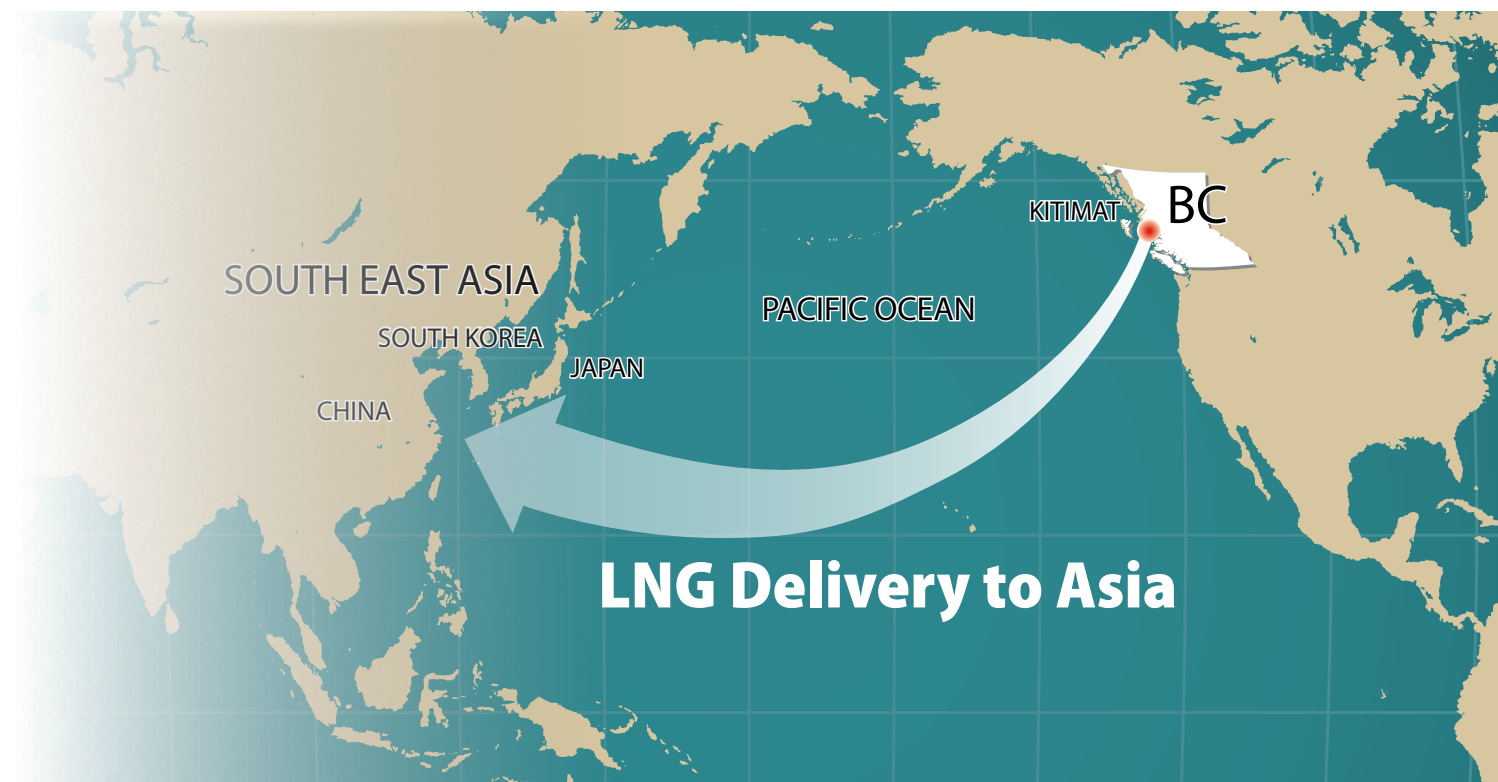 BC
KITIMAT
SOUTH EAST ASIA
PACIFIC OCEAN
SOUTH KOREA
JAPAN
CHINA
LNG Delivery to Asia